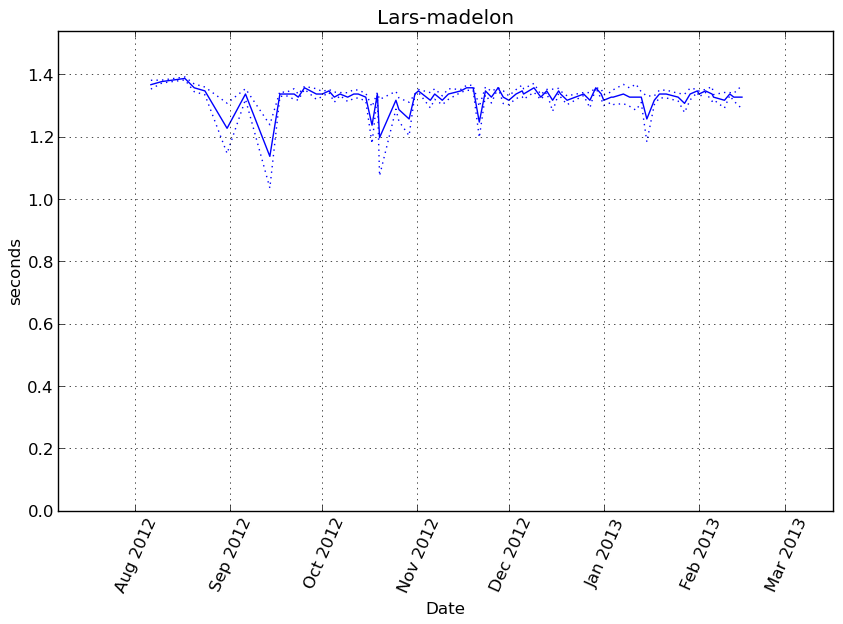 Lars-madelon
1.4
1.2
1.0
0.8
0.6
0.4
0.2
0.0
seconds
Aug 2012
Sep 2012
Oct 2012
Nov 2012
Dec 2012
Jan 2013
Feb 2013
Mar 2013
Date